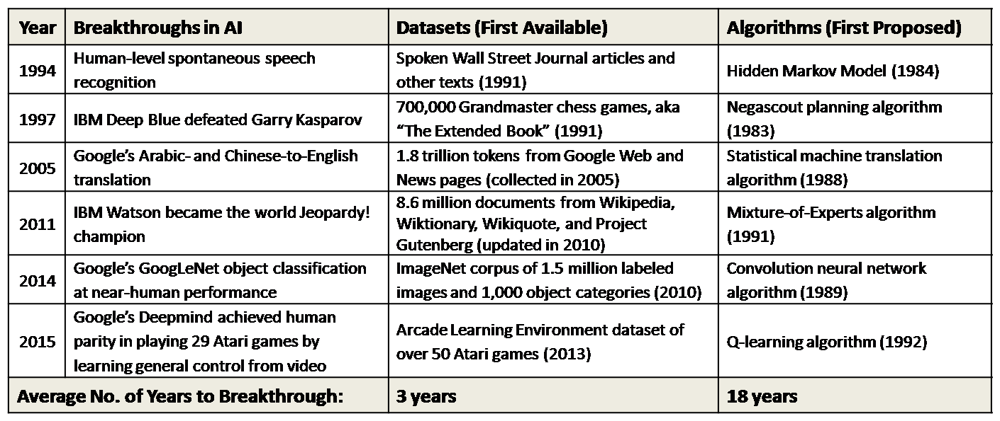 Year Breakthroughs in AI Datasets (First Available) Algorithms (First Proposed)
1994 Human-level spontaneous speech recognition Spoken Wall Street Journal articles and other texts (1991) Hidden Markov Model (1984)
1997 IBM Deep Blue defeated Garry Kasparov 700,000 Grandmaster chess games, aka “The Extended Book” (1991) Negascout planning algorithm (1983)
2005 Google’s Arabic- and Chinese-to-English translation 1.8 trillion tokens from Google Web and News pages (collected in 2005) Statistical machine translation algorithm (1988)
2011 IBM Watson became the world Jeopardy! champion 8.6 million documents from Wikipedia, Wiktionary, Wikiquote, and Project Gutenberg (updated in 2010) Mixture-of-Experts algorithm (1991)
2014 Google’s GoogLeNet object classification at near-human performance ImageNet corpus of 1.5 million labeled images and 1,000 object categories (2010) Convolution neural network algorithm (1989)
2015 Google’s Deepmind achieved human parity in playing 29 Atari games by learning general control from video Arcade Learning Environment dataset of over 50 Atari games (2013) Q-learning algorithm (1992)
Average No. of Years to Breakthrough: 3 years 18 years